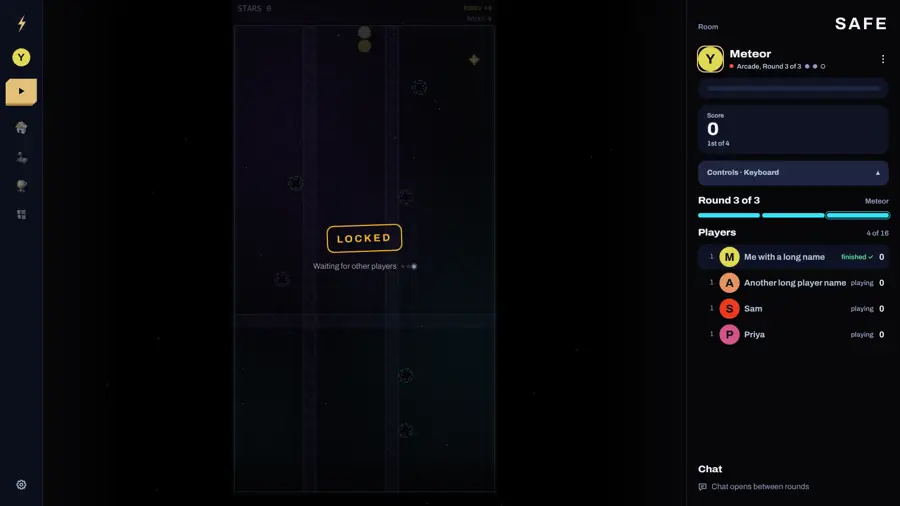 STARS 0
Room
SAFE
Y
Y
Meteor
Arcade, Round 3 of 3
Score
0
1st of 4
Controls · Keyboard
LOCKED
Waiting for other players
Round 3 of 3
Meteor
Players
4 of 16
1 M Me with a long name finished ✓ 0
1 A Another long player name playing 0
1 S Sam playing 0
1 P Priya playing 0
Chat
Chat opens between rounds